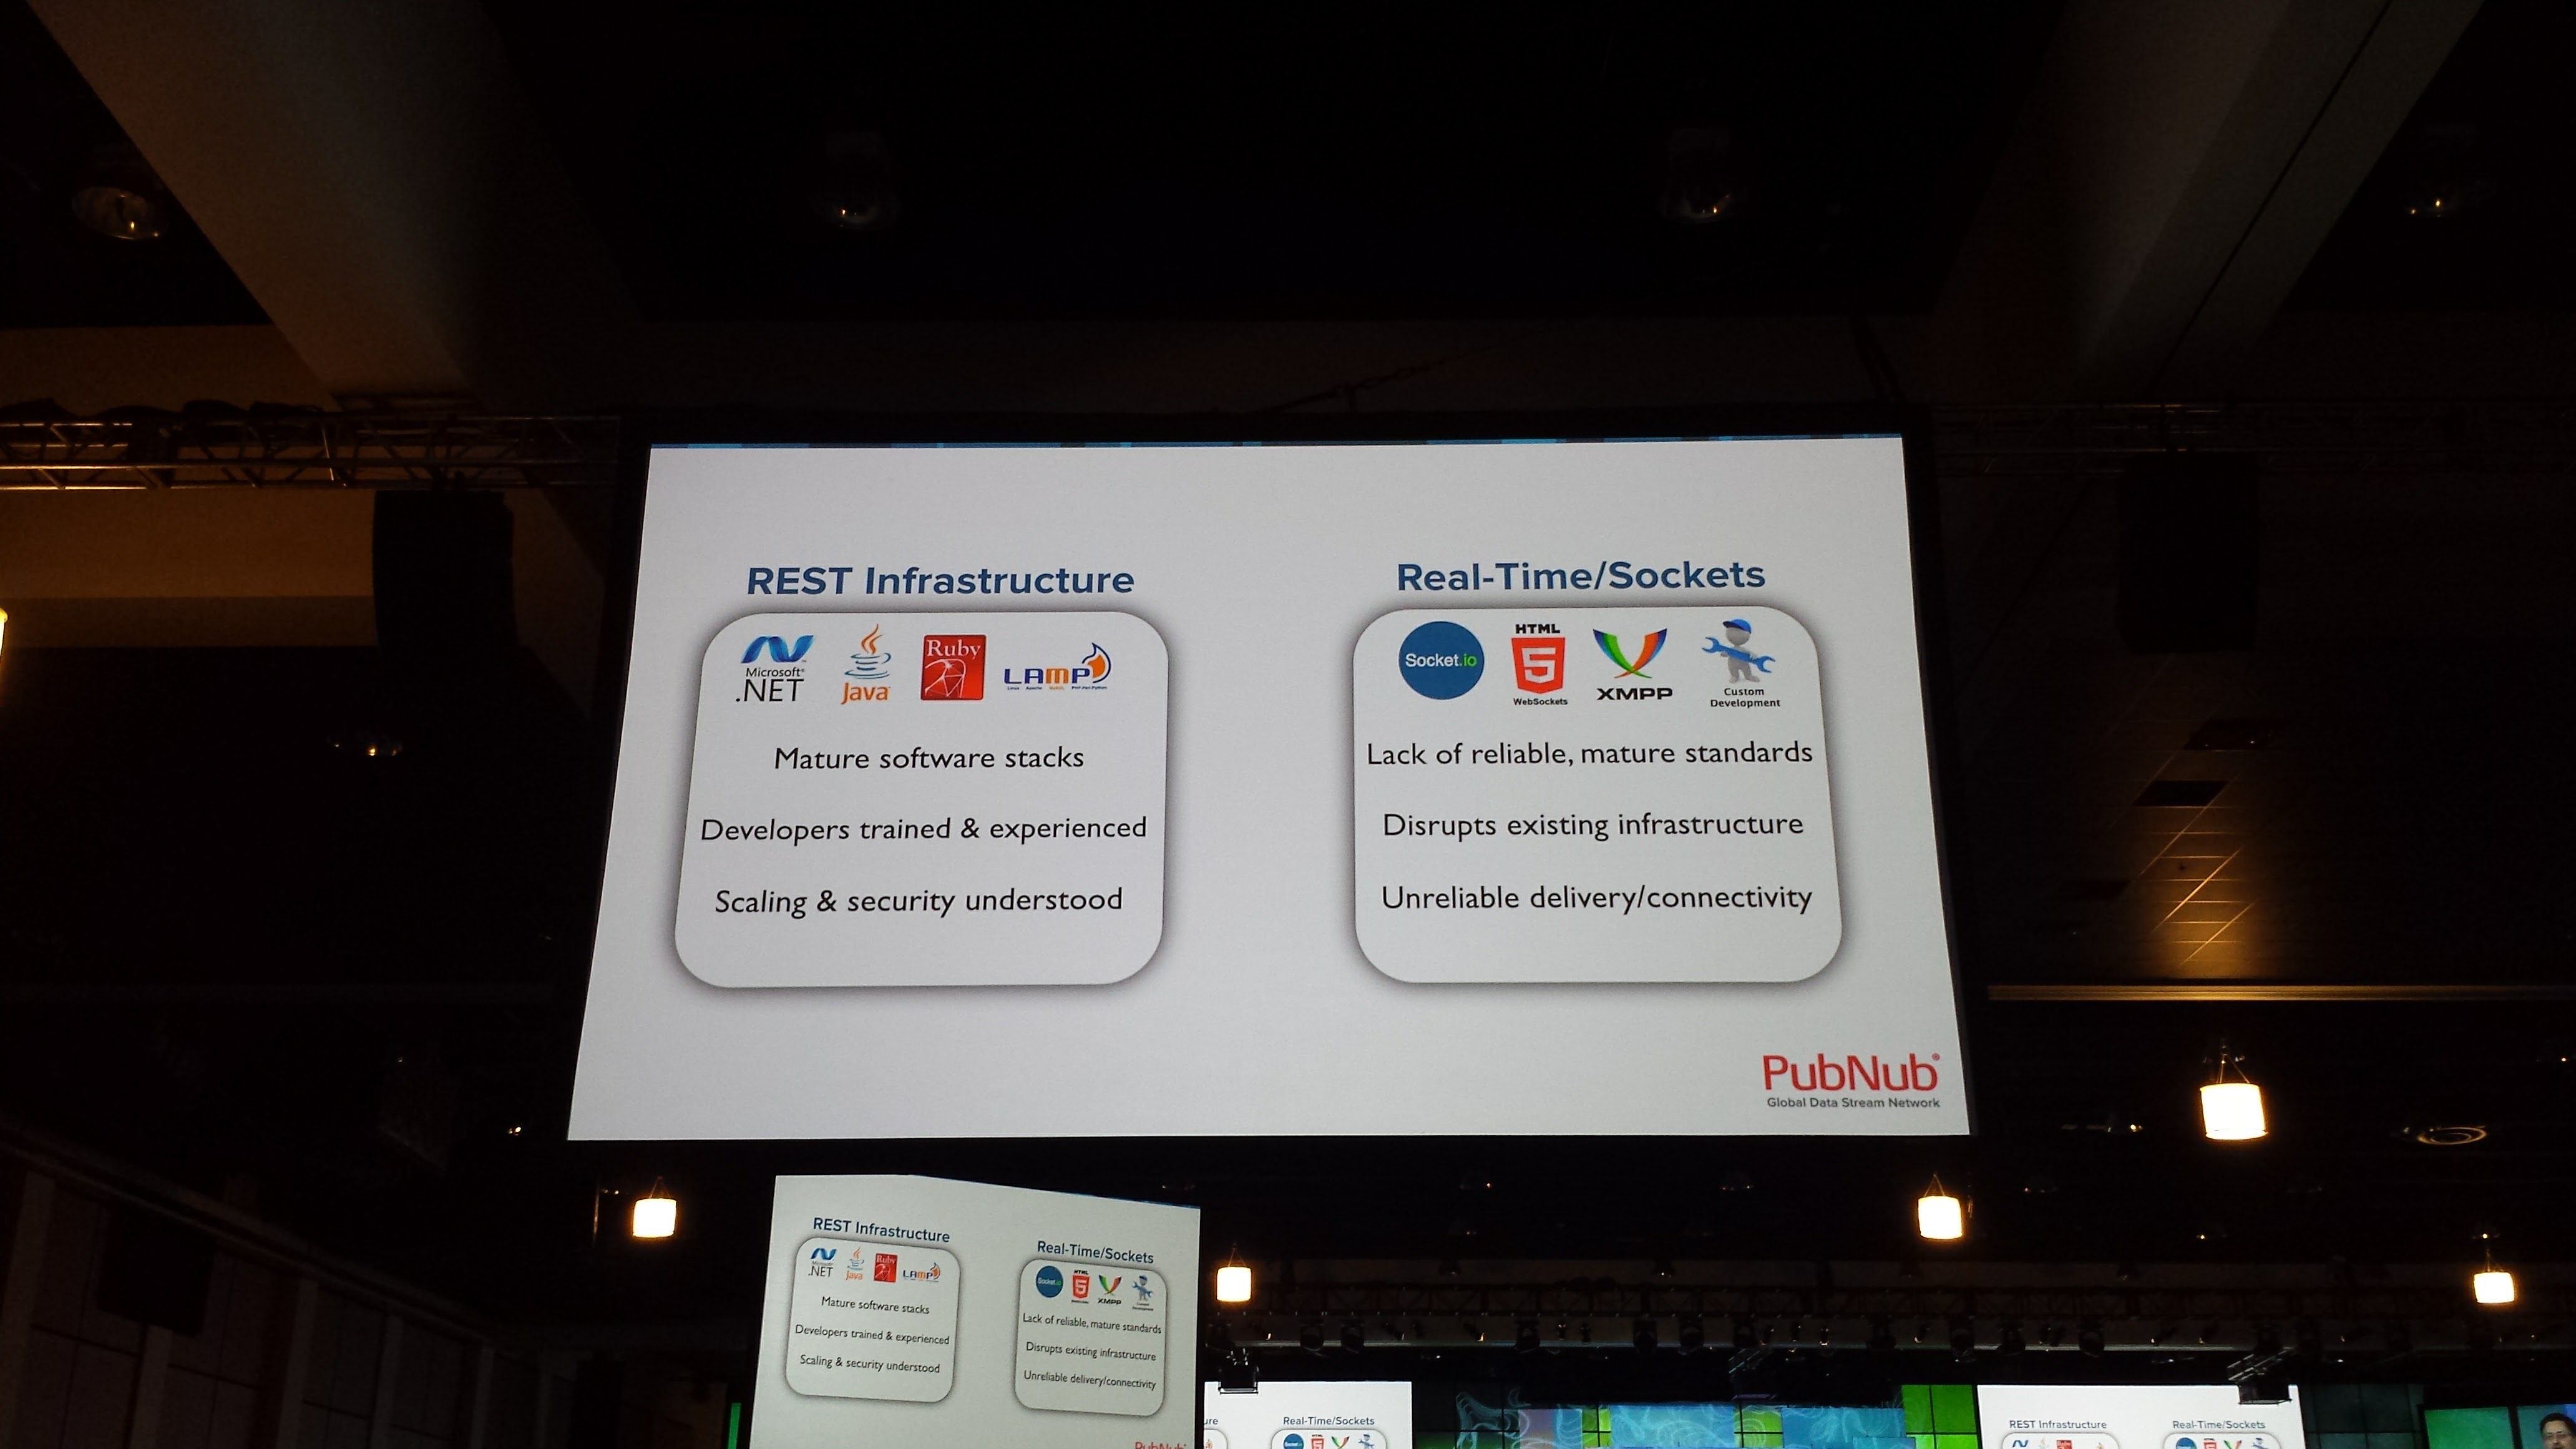 REST Infrastructure
Microsoft®
.NET
Java
Ruby
LAMP
Mature software stacks
Developers trained & experienced
Scaling & security understood
Real-Time/Sockets
Socket.io
HTML
5
WebSockets
XMPP
Custom
Development
Lack of reliable, mature standards
Disrupts existing infrastructure
Unreliable delivery/connectivity
PubNub®
Global Data Stream Network
REST Infrastructure
Microsoft
.NET
Java
Ruby
LAMP
Mature software stacks
Developers trained & experienced
Scaling & security understood
Real-Time/Sockets
Socket.io
HTML
5
XMPP
Lack of reliable, mature standards
Disrupts existing infrastructure
Unreliable delivery/connectivity
PubNub
Real-Time/Sockets
REST Infrastructure
Real-Time/Sockets